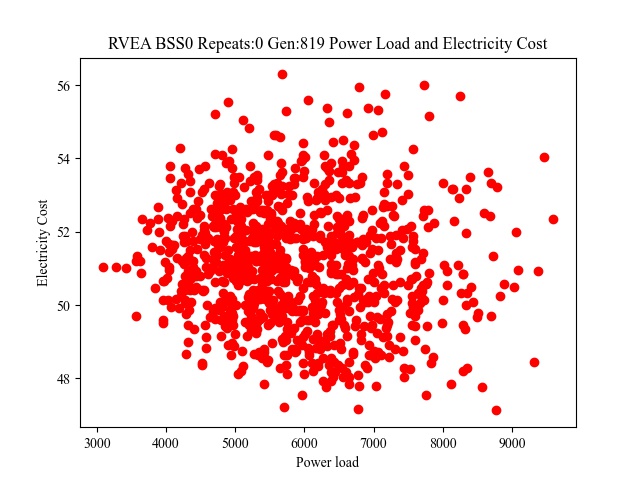 RVEA BSS0 Repeats:0 Gen:819 Power Load and Electricity Cost
56
54
52
50
48
Electricity Cost
3000 4000 5000 6000 7000 8000 9000
Power load